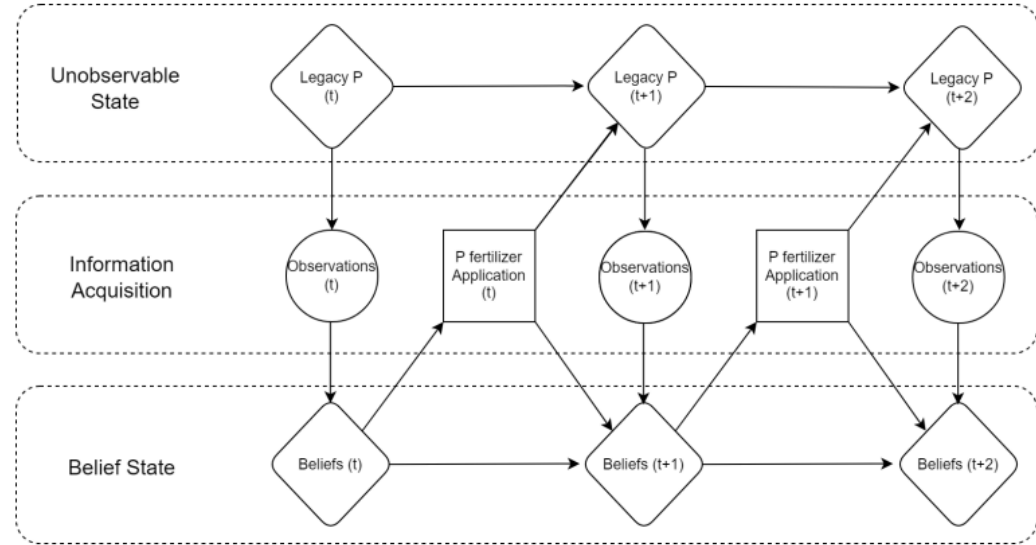 Unobservable
State
Legacy P
(t)
Legacy P
(t+1)
Legacy P
(t+2)
Information
Acquisition
Observations
(t)
P fertilizer
Application
(t)
Observations
(t+1)
P fertilizer
Application
(t+1)
Observations
(t+2)
Belief State
Beliefs (t)
Beliefs (t+1)
Beliefs (t+2)